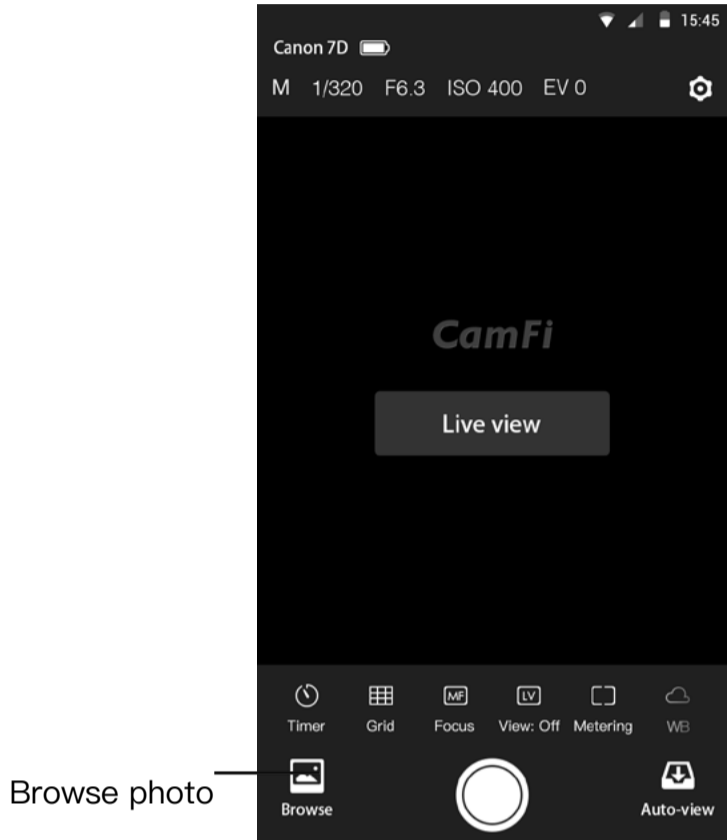 15:45
Canon 7D
M 1/320 F6.3 ISO 400 EV 0
CamFi
Live view
MF LV
Timer Grid Focus View: Off Metering WB
Browse photo
Browse Auto-view